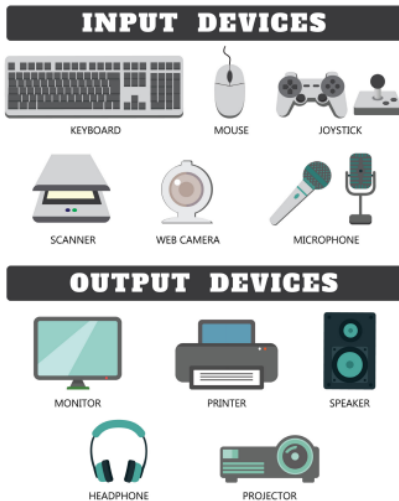 INPUT DEVICES
KEYBOARD
MOUSE
JOYSTICK
SCANNER
WEB CAMERA
MICROPHONE
OUTPUT DEVICES
MONITOR
PRINTER
SPEAKER
HEADPHONE
PROJECTOR